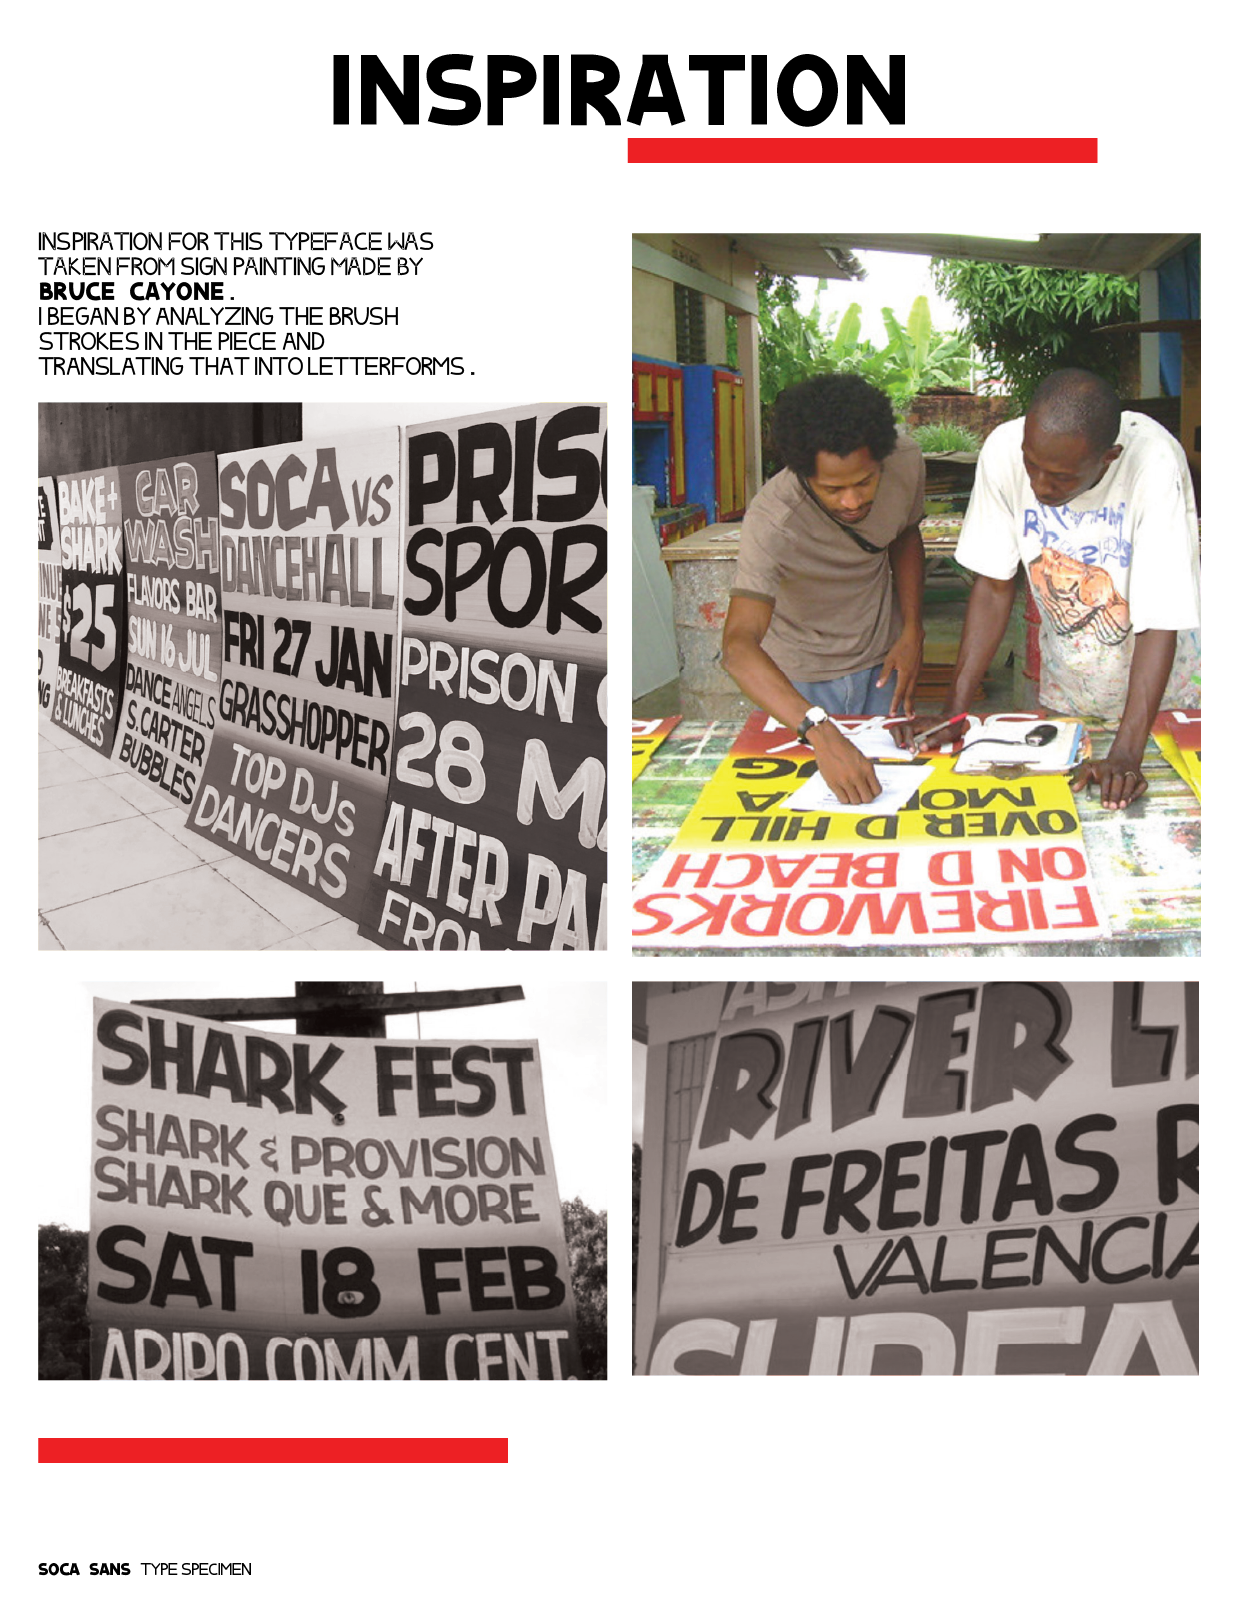 INSPIRATION
INSPIRATION FOR THIS TYPEFACE WAS
TAKEN FROM SIGN PAINTING MADE BY
BRUCE CAYONE .
I BEGAN BY ANALYZING THE BRUSH
STROKES IN THE PIECE AND
TRANSLATING THAT INTO LETTERFORMS .
BAKE+
SHARK
$25
BREAKFASTS
& LUNCHES
CAR
WASH
FLAVORS BAR
SUN 16 JUL
DANCE ANGELS
S. CARTER
BUBBLES
SOCA VS
DANCEHALL
FRI 27 JAN
GRASSHOPPER
TOP DJs
DANCERS
PRIS
SPOR
PRISON
28 M
AFTER PA
FROM
FIREWORKS
ON D BEACH
OVER D HILL
SHARK FEST
SHARK & PROVISION
SHARK QUE & MORE
SAT 18 FEB
ARIPO COMM. CENT.
RIVER L
DE FREITAS R
VALENCIA
SOCA SANS TYPE SPECIMEN